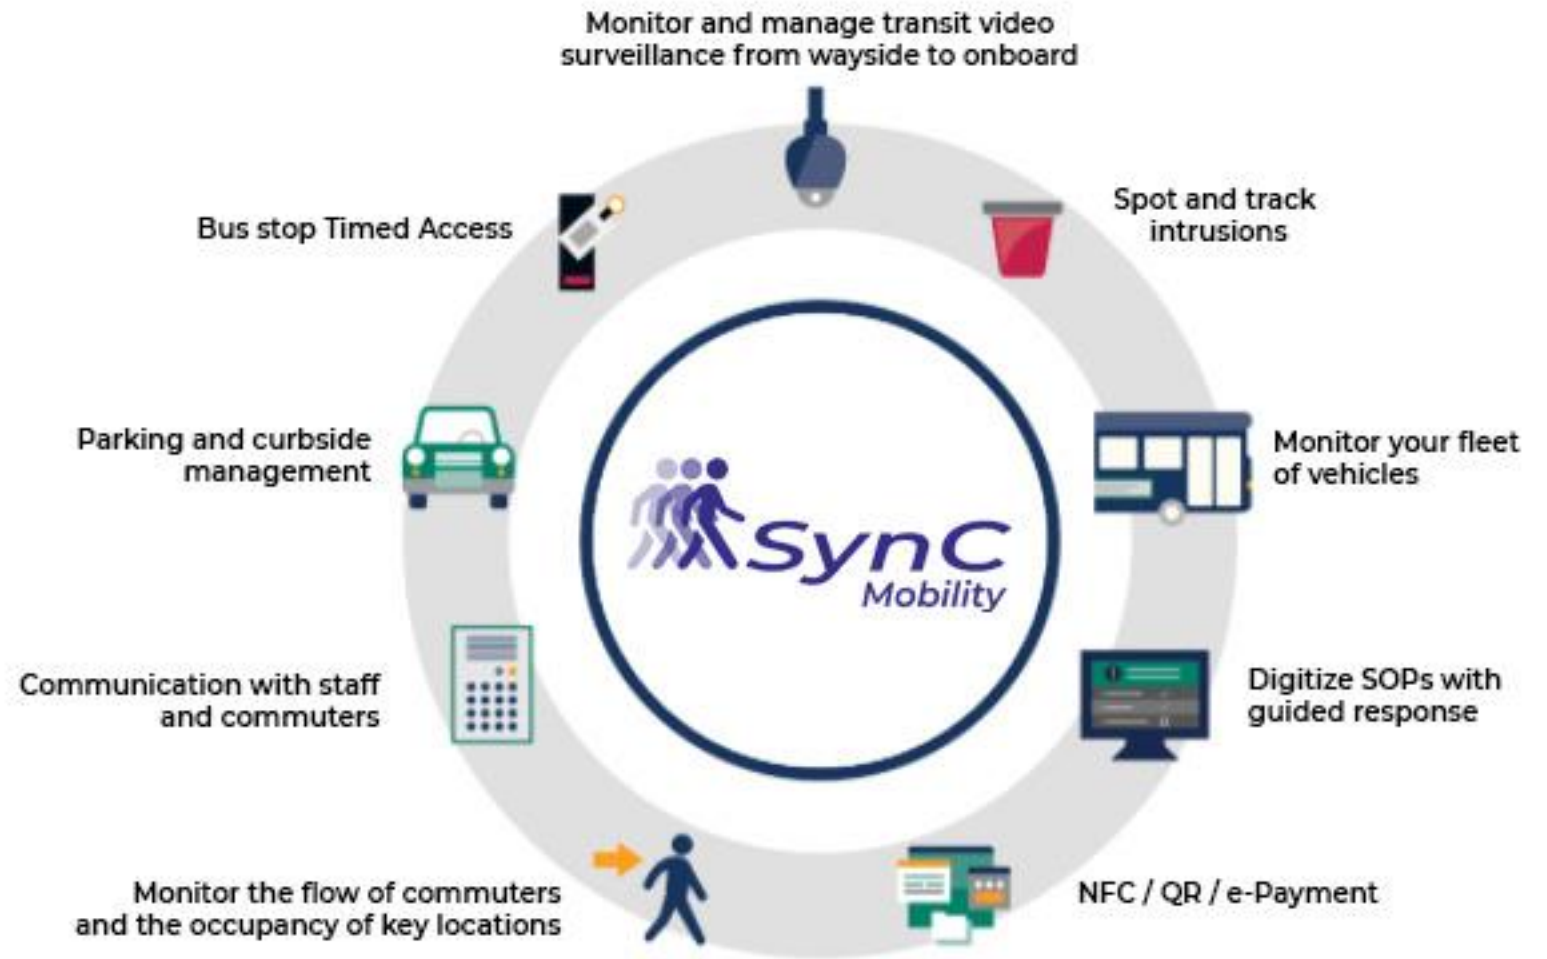 Monitor and manage transit video
surveillance from wayside to onboard
Spot and track
intrusions
Bus stop Timed Access
Parking and curbside
management
Monitor your fleet
of vehicles
SynC
Mobility
Communication with staff
and commuters
Digitize SOPs with
guided response
Monitor the flow of commuters
and the occupancy of key locations
NFC / QR / e-Payment